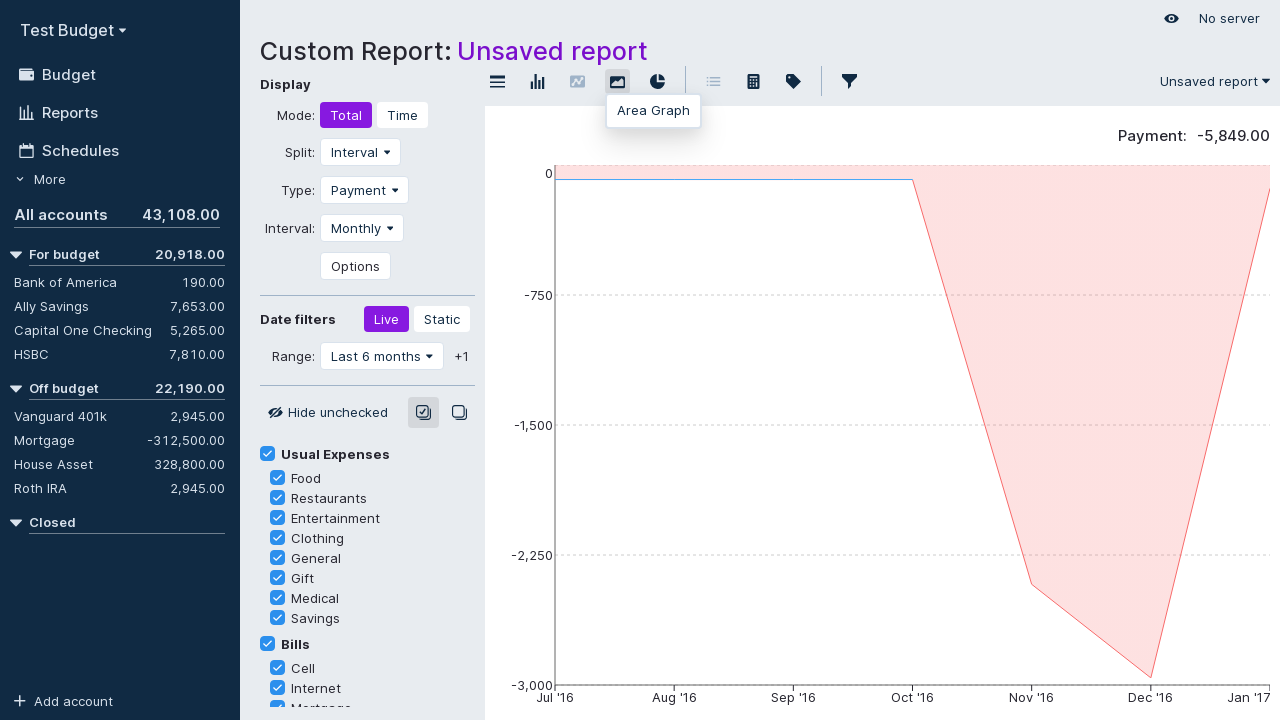 Test Budget
Budget
Reports
Schedules
More
All accounts 43,108.00
For budget 20,918.00
Bank of America 190.00
Ally Savings 7,653.00
Capital One Checking 5,265.00
HSBC 7,810.00
Off budget 22,190.00
Vanguard 401k 2,945.00
Mortgage -312,500.00
House Asset 328,800.00
Roth IRA 2,945.00
Closed
Add account
No server
Custom Report: Unsaved report
Display
Mode: Total Time
Split: Interval
Type: Payment
Interval: Monthly
Options
Date filters Live Static
Range: Last 6 months +1
Hide unchecked
Usual Expenses
Food
Restaurants
Entertainment
Clothing
General
Gift
Medical
Savings
Bills
Cell
Internet
Mortgage
Unsaved report
Area Graph
Payment: -5,849.00
0
-750
-1,500
-2,250
-3,000
Jul '16 Aug '16 Sep '16 Oct '16 Nov '16 Dec '16 Jan '17